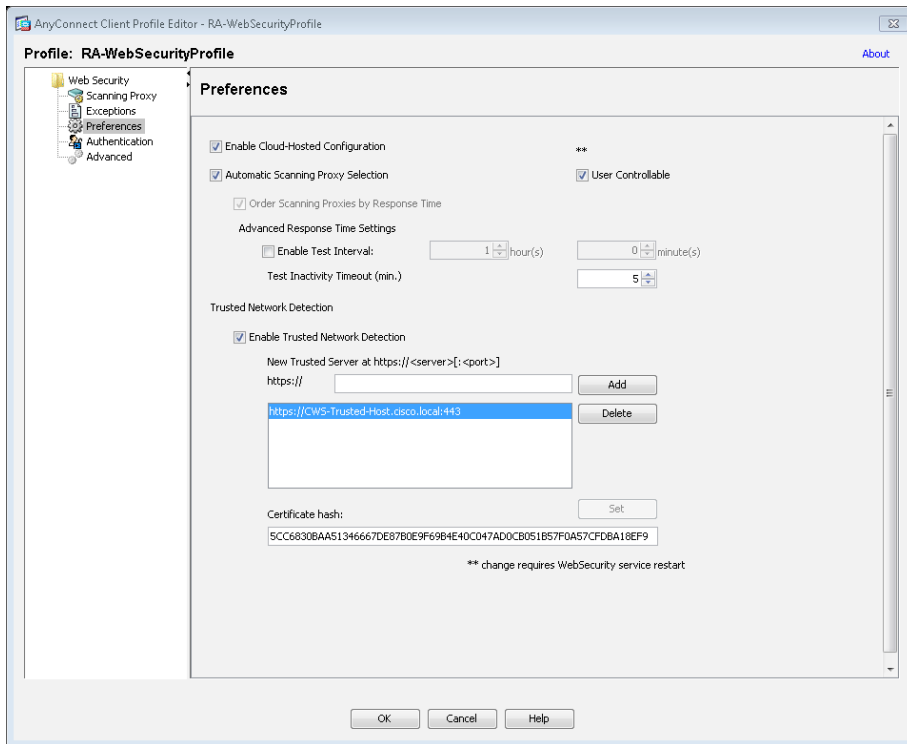 AnyConnect Client Profile Editor - RA-WebSecurityProfile
Profile: RA-WebSecurityProfile
About
Web Security
Scanning Proxy
Exceptions
Preferences
Authentication
Advanced
Preferences
Enable Cloud-Hosted Configuration **
Automatic Scanning Proxy Selection User Controllable
Order Scanning Proxies by Response Time
Advanced Response Time Settings
Enable Test Interval: 1 hour(s) 0 minute(s)
Test Inactivity Timeout (min.) 5
Trusted Network Detection
Enable Trusted Network Detection
New Trusted Server at https://<server>[:<port>]
https:// Add
https://CWS-Trusted-Host.cisco.local:443 Delete
Certificate hash: Set
5CC6830BAA51346667DE87B0E9F69B4E40C047AD0CB051B57F0A57CFDBA18EF9
** change requires WebSecurity service restart
OK Cancel Help